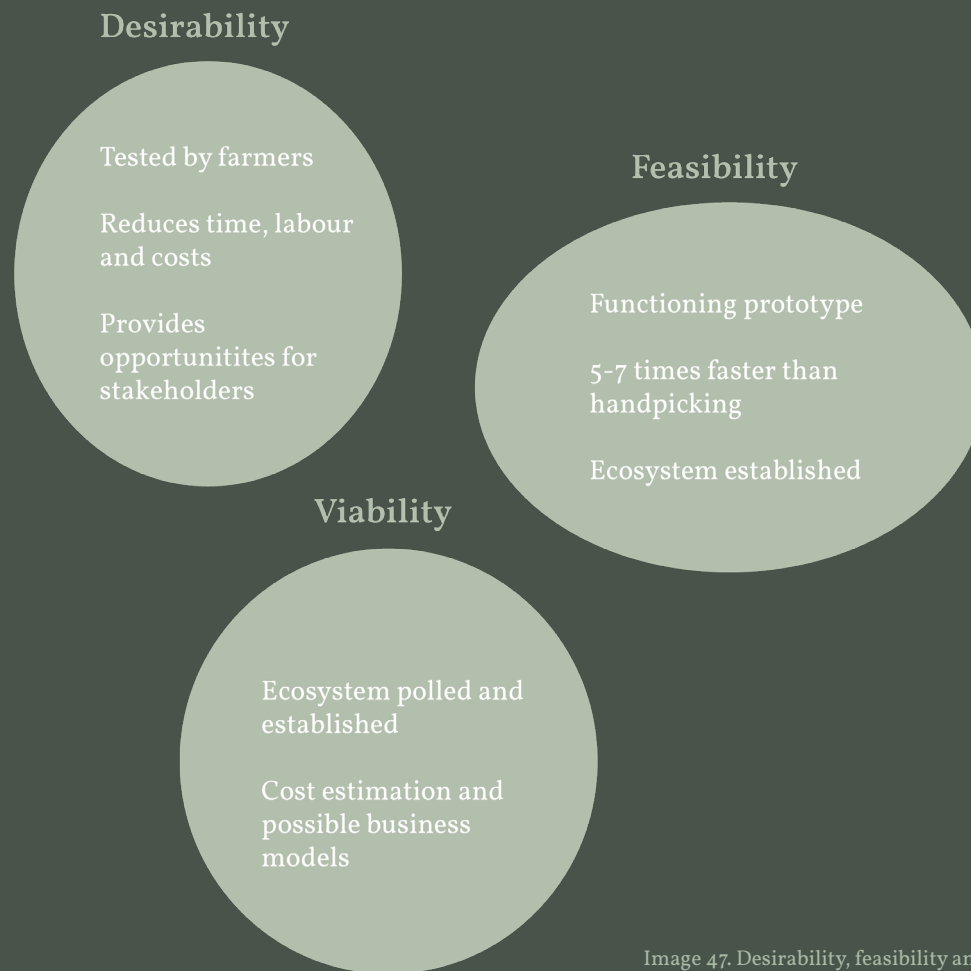 Desirability
Tested by farmers
Reduces time, labour
and costs
Provides
opportunitites for
stakeholders
Feasibility
Functioning prototype
5-7 times faster than
handpicking
Ecosystem established
Viability
Ecosystem polled and
established
Cost estimation and
possible business
models
Image 47. Desirability, feasibility